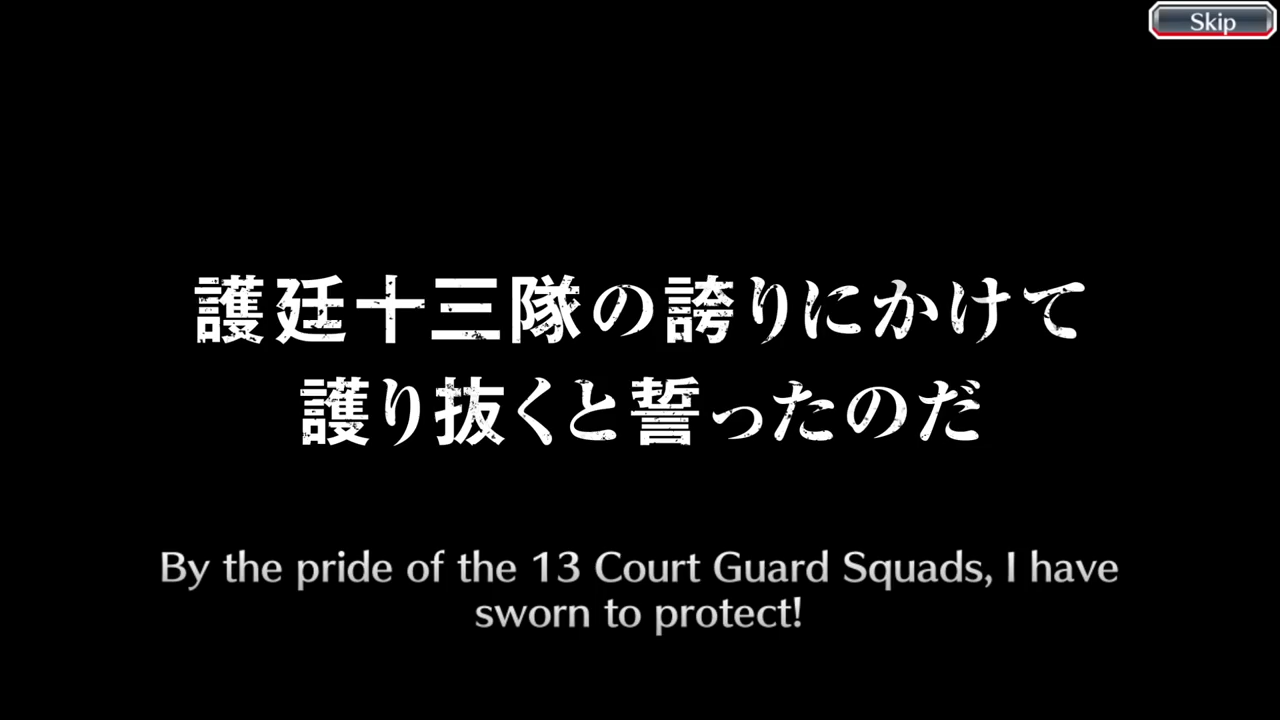 Skip
護廷十三隊の誇りにかけて
護り抜くと誓ったのだ
By the pride of the 13 Court Guard Squads, I have
sworn to protect!